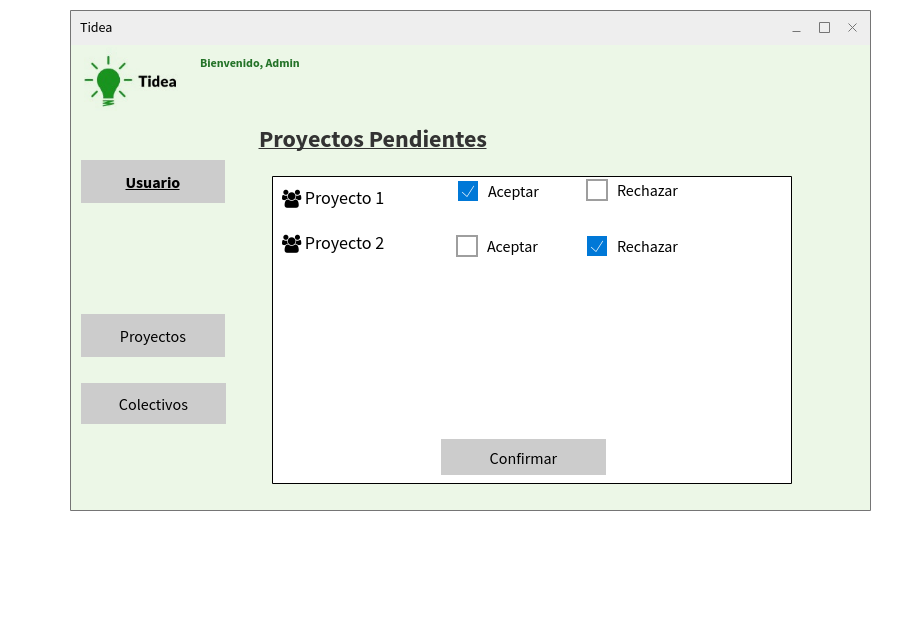 Tidea
Tidea
Bienvenido, Admin
Proyectos Pendientes
Usuario
Proyectos
Colectivos
Proyecto 1 Aceptar Rechazar
Proyecto 2 Aceptar Rechazar
Confirmar